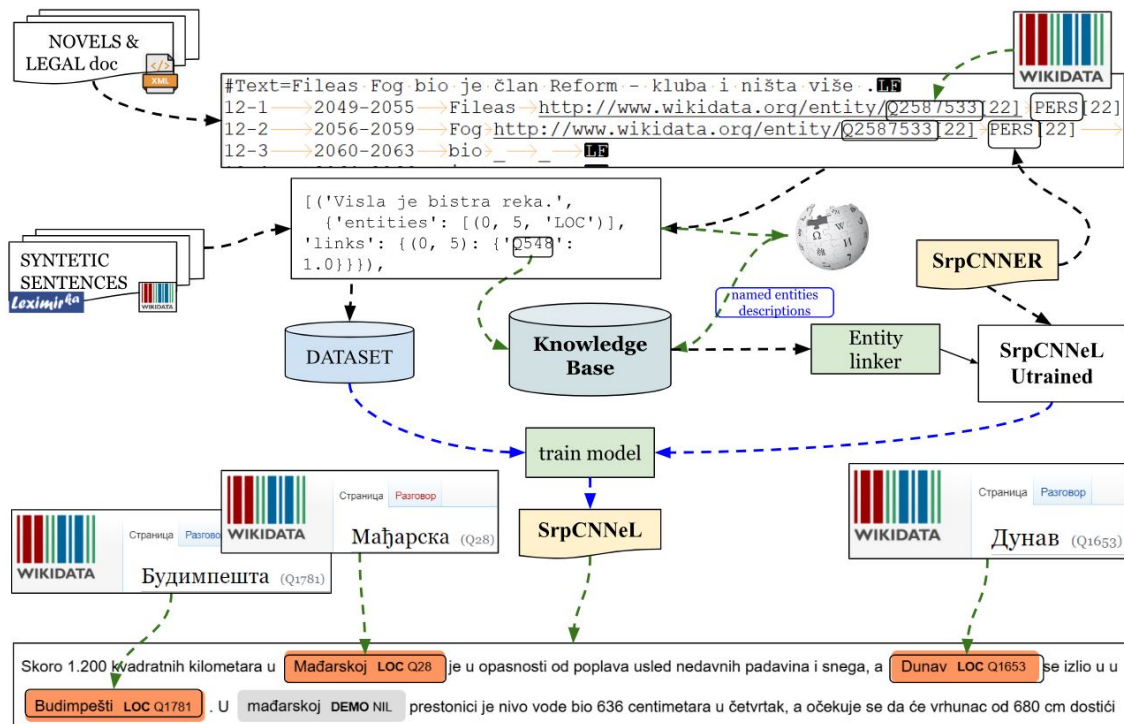 NOVELS &
LEGAL doc
</>
XML
WIKIDATA
#Text=Fileas Fog bio je član Reform - kluba i ništa više .LF
12-1 2049-2055 Fileas http://www.wikidata.org/entity/Q2587533[22] PERS[22]
12-2 2056-2059 Fog http://www.wikidata.org/entity/Q2587533[22] PERS[22]
12-3 2060-2063 bio _ _ LF
[('Visla je bistra reka.',
{'entities': [(0, 5, 'LOC')],
'links': {(0, 5): {'Q548':
1.0}}}),
SYNTETIC
SENTENCES
Leximirka
WIKIDATA
SrpCNNER
named entities
descriptions
DATASET
Knowledge
Base
Entity
linker
SrpCNNeL
Utrained
train model
SrpCNNeL
WIKIDATA
Страница Разгово
Будимпешта (Q1781)
WIKIDATA
Страница Разговор
Мађарска (Q28)
WIKIDATA
Страница Разговор
Дунав (Q1653)
Skoro 1.200 kvadratnih kilometara u Mađarskoj LOC Q28 je u opasnosti od poplava usled nedavnih padavina i snega, a Dunav LOC Q1653 se izlio u u
Budimpešti LOC Q1781 . U mađarskoj DEMO NIL prestonici je nivo vode bio 636 centimetara u četvrtak, a očekuje se da će vrhunac od 680 cm dostići